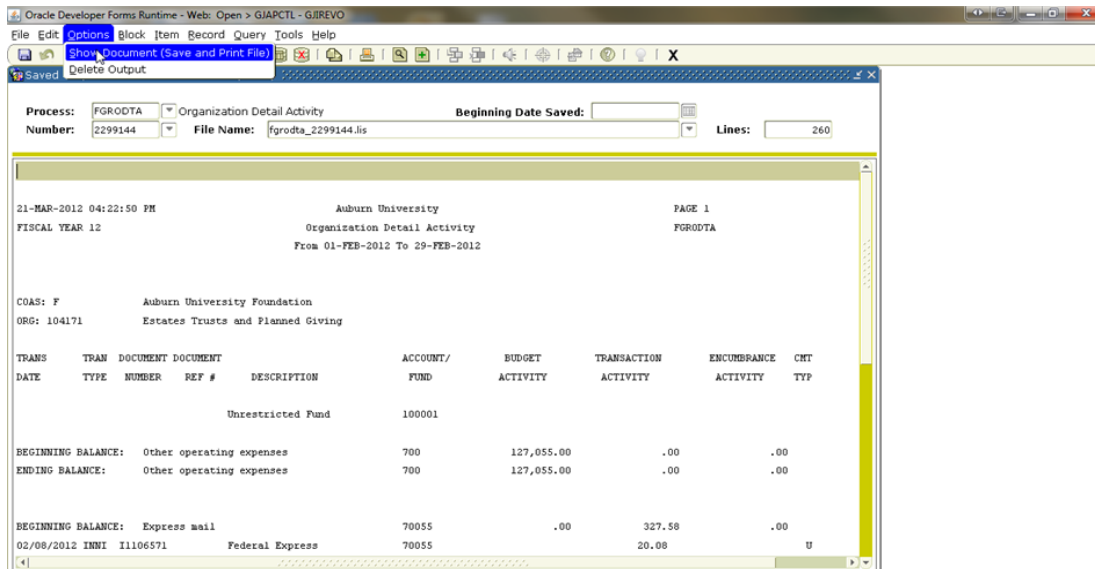 Oracle Developer Forms Runtime - Web: Open > GJAPCTL - GJIREVO
File Edit Options Block Item Record Query Tools Help
Show Document (Save and Print File)
Delete Output
Saved
Process: FGRODTA Organization Detail Activity Beginning Date Saved:
Number: 2299144 File Name: fgrodta_2299144.lis Lines: 260
21-MAR-2012 04:22:50 PM Auburn University PAGE 1
FISCAL YEAR 12 Organization Detail Activity FGRODTA
From 01-FEB-2012 To 29-FEB-2012
COAS: F Auburn University Foundation
ORG: 104171 Estates Trusts and Planned Giving
TRANS TRAN DOCUMENT DOCUMENT ACCOUNT/ BUDGET TRANSACTION ENCUMBRANCE CMT
DATE TYPE NUMBER REF # DESCRIPTION FUND ACTIVITY ACTIVITY ACTIVITY TYP
Unrestricted Fund 100001
BEGINNING BALANCE: Other operating expenses 700 127,055.00 .00 .00
ENDING BALANCE: Other operating expenses 700 127,055.00 .00 .00
BEGINNING BALANCE: Express mail 70055 .00 327.58 .00
02/08/2012 INNI I1106571 Federal Express 70055 20.08 U